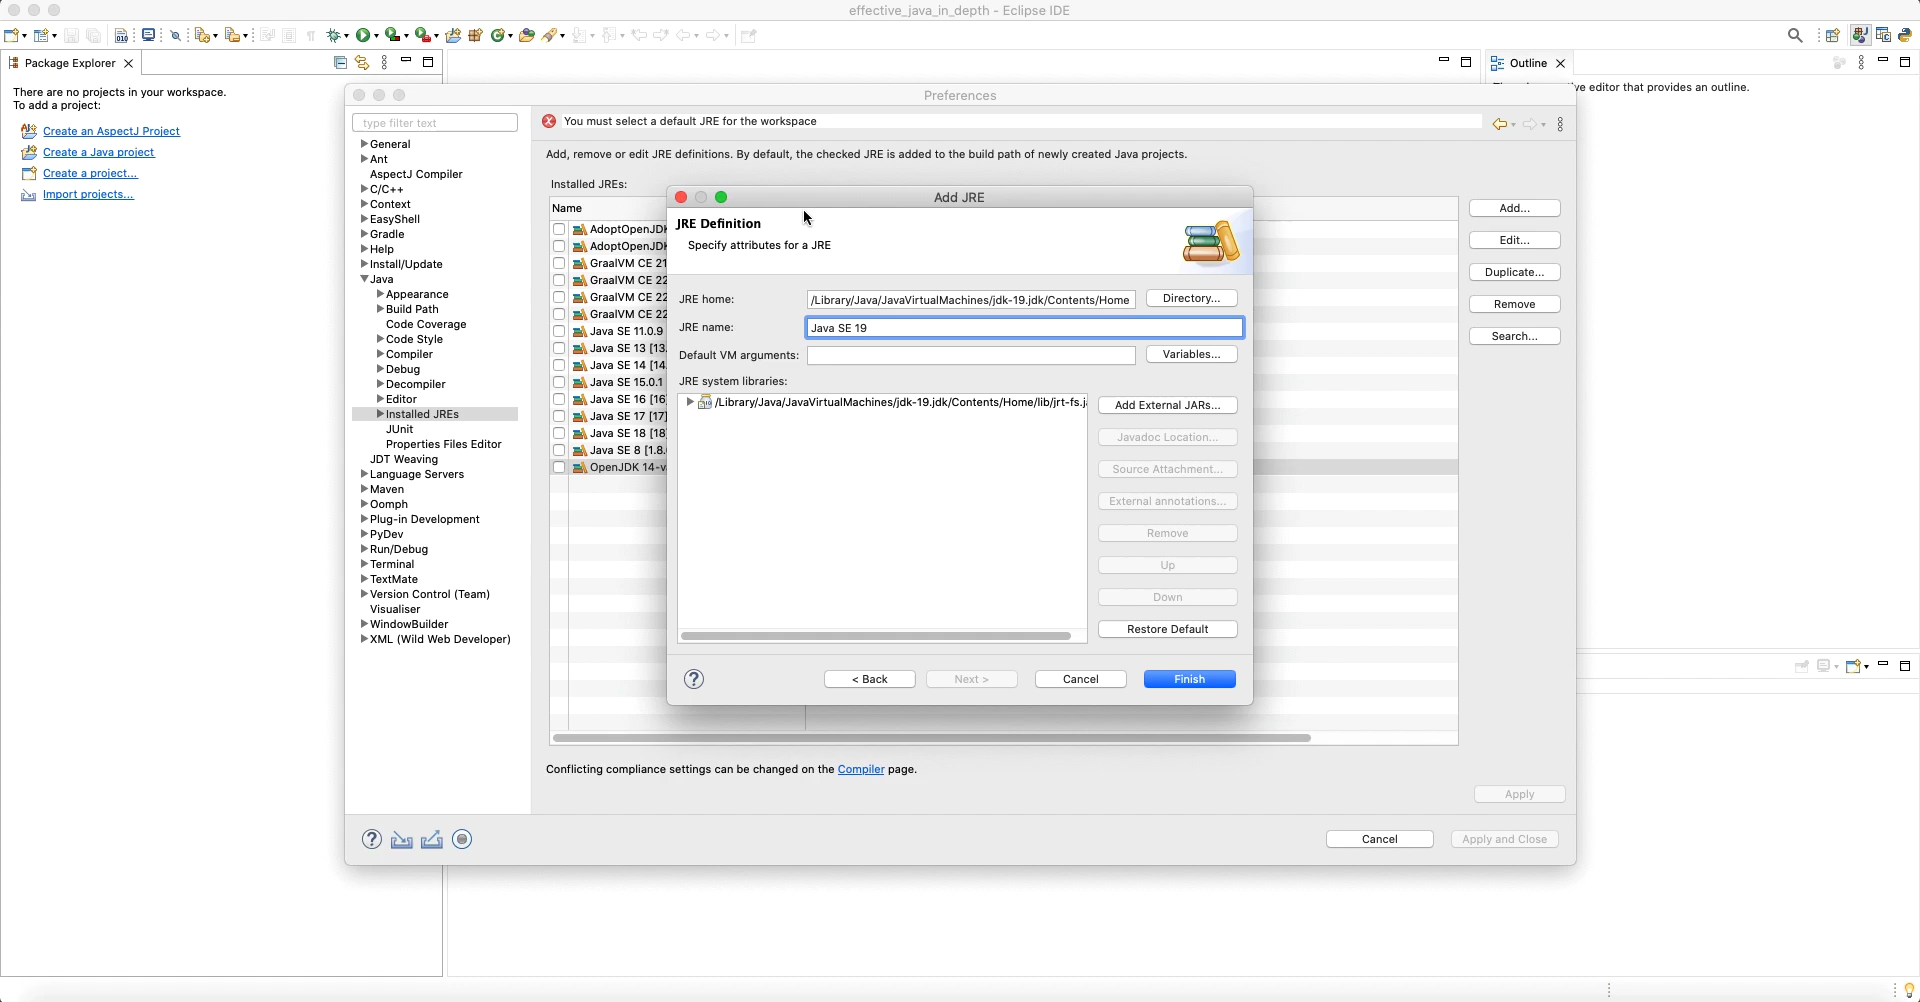 effective_java_in_depth - Eclipse IDE
Package Explorer
There are no projects in your workspace.
To add a project:
Create an AspectJ Project
Create a Java project
Create a project...
Import projects...
Outline
ve editor that provides an outline.
Preferences
type filter text
General
Ant
AspectJ Compiler
C/C++
Context
EasyShell
Gradle
Help
Install/Update
Java
Appearance
Build Path
Code Coverage
Code Style
Compiler
Debug
Decompiler
Editor
Installed JREs
JUnit
Properties Files Editor
JDT Weaving
Language Servers
Maven
Oomph
Plug-in Development
PyDev
Run/Debug
Terminal
TextMate
Version Control (Team)
Visualiser
WindowBuilder
XML (Wild Web Developer)
You must select a default JRE for the workspace
Add, remove or edit JRE definitions. By default, the checked JRE is added to the build path of newly created Java projects.
Installed JREs:
Name
AdoptOpenJDK
AdoptOpenJDK
GraalVM CE 21
GraalVM CE 22
GraalVM CE 22
GraalVM CE 22
Java SE 11.0.9
Java SE 13 [13.
Java SE 14 [14.
Java SE 15.0.1
Java SE 16 [16]
Java SE 17 [17]
Java SE 18 [18]
Java SE 8 [1.8.
OpenJDK 14-va
Add...
Edit...
Duplicate...
Remove
Search...
Add JRE
JRE Definition
Specify attributes for a JRE
JRE home: /Library/Java/JavaVirtualMachines/jdk-19.jdk/Contents/Home Directory...
JRE name: Java SE 19
Default VM arguments: Variables...
JRE system libraries:
/Library/Java/JavaVirtualMachines/jdk-19.jdk/Contents/Home/lib/jrt-fs.j
Add External JARs...
Javadoc Location...
Source Attachment...
External annotations...
Remove
Up
Down
Restore Default
< Back Next > Cancel Finish
Conflicting compliance settings can be changed on the Compiler page.
Apply
Cancel Apply and Close